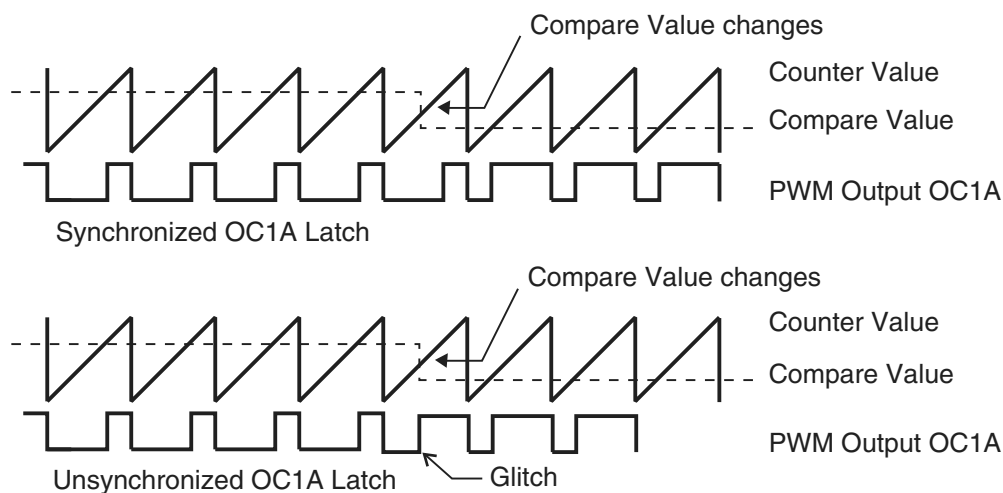 Compare Value changes
Counter Value
Compare Value
PWM Output OC1A
Synchronized OC1A Latch
Compare Value changes
Counter Value
Compare Value
PWM Output OC1A
Unsynchronized OC1A Latch
Glitch